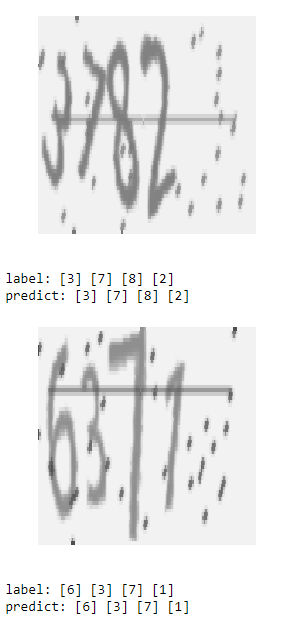 3782
label: [3] [7] [8] [2]
predict: [3] [7] [8] [2]
6371
label: [6] [3] [7] [1]
predict: [6] [3] [7] [1]